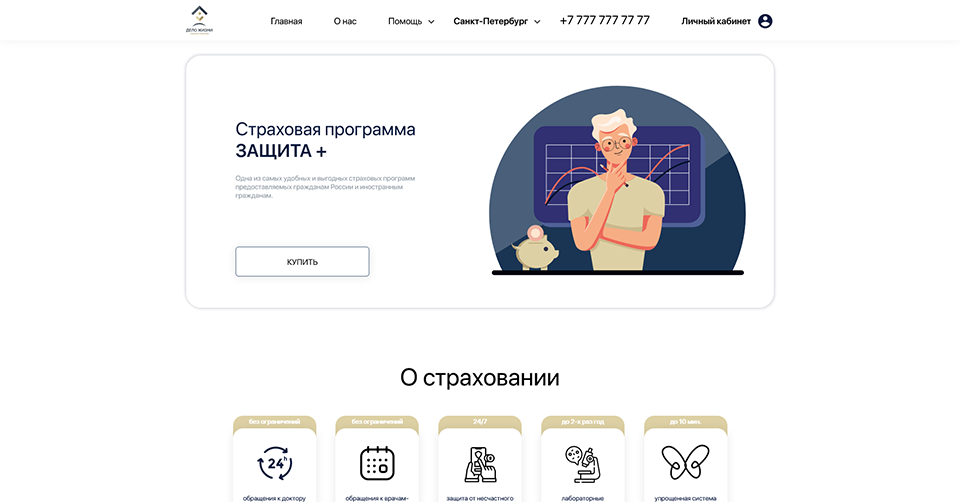 ДЕЛО ЖИЗНИ
Главная
О нас
Помощь
Санкт-Петербург
+7 777 777 77 77
Личный кабинет
Страховая программа
ЗАЩИТА +
Одна из самых удобных и выгодных страховых программ
предоставляемых гражданам России и иностранным
гражданам.
КУПИТЬ
О страховании
без ограничений
без ограничений
24/7
до 2-х раз год
до 10 мин.
24ч
обращения к доктору
обращения к врачам-
защита от несчастного
лабораторные
упрощенная система